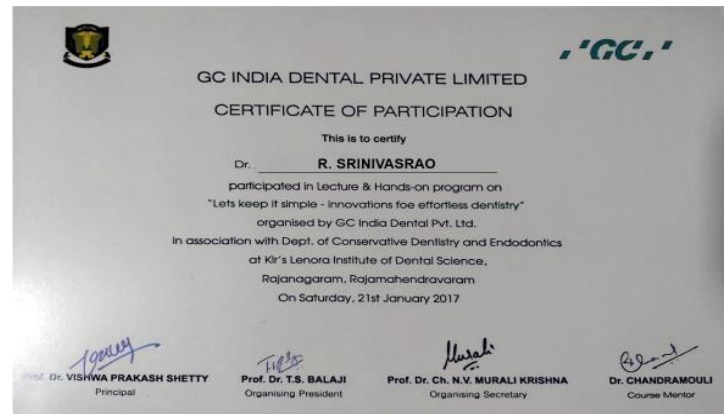 GC,
GC INDIA DENTAL PRIVATE LIMITED
CERTIFICATE OF PARTICIPATION
This is to certify
Dr. R. SRINIVASRAO
participated in Lecture & Hands-on program on
"Lets keep it simple - innovations foe effortless dentistry"
organised by GC India Dental Pvt. Ltd.
In association with Dept. of Conservative Dentistry and Endodontics
at Klr's Lenora Institute of Dental Science,
Rajanagaram, Rajamahendravaram
On Saturday, 21st January 2017
Murali
Prof. Dr. VISHWA PRAKASH SHETTY
Principal
Prof. Dr. T.S. BALAJI
Organising President
Prof. Dr. Ch. N.V. MURALI KRISHNA
Organising Secretary
Dr. CHANDRAMOULI
Course Mentor